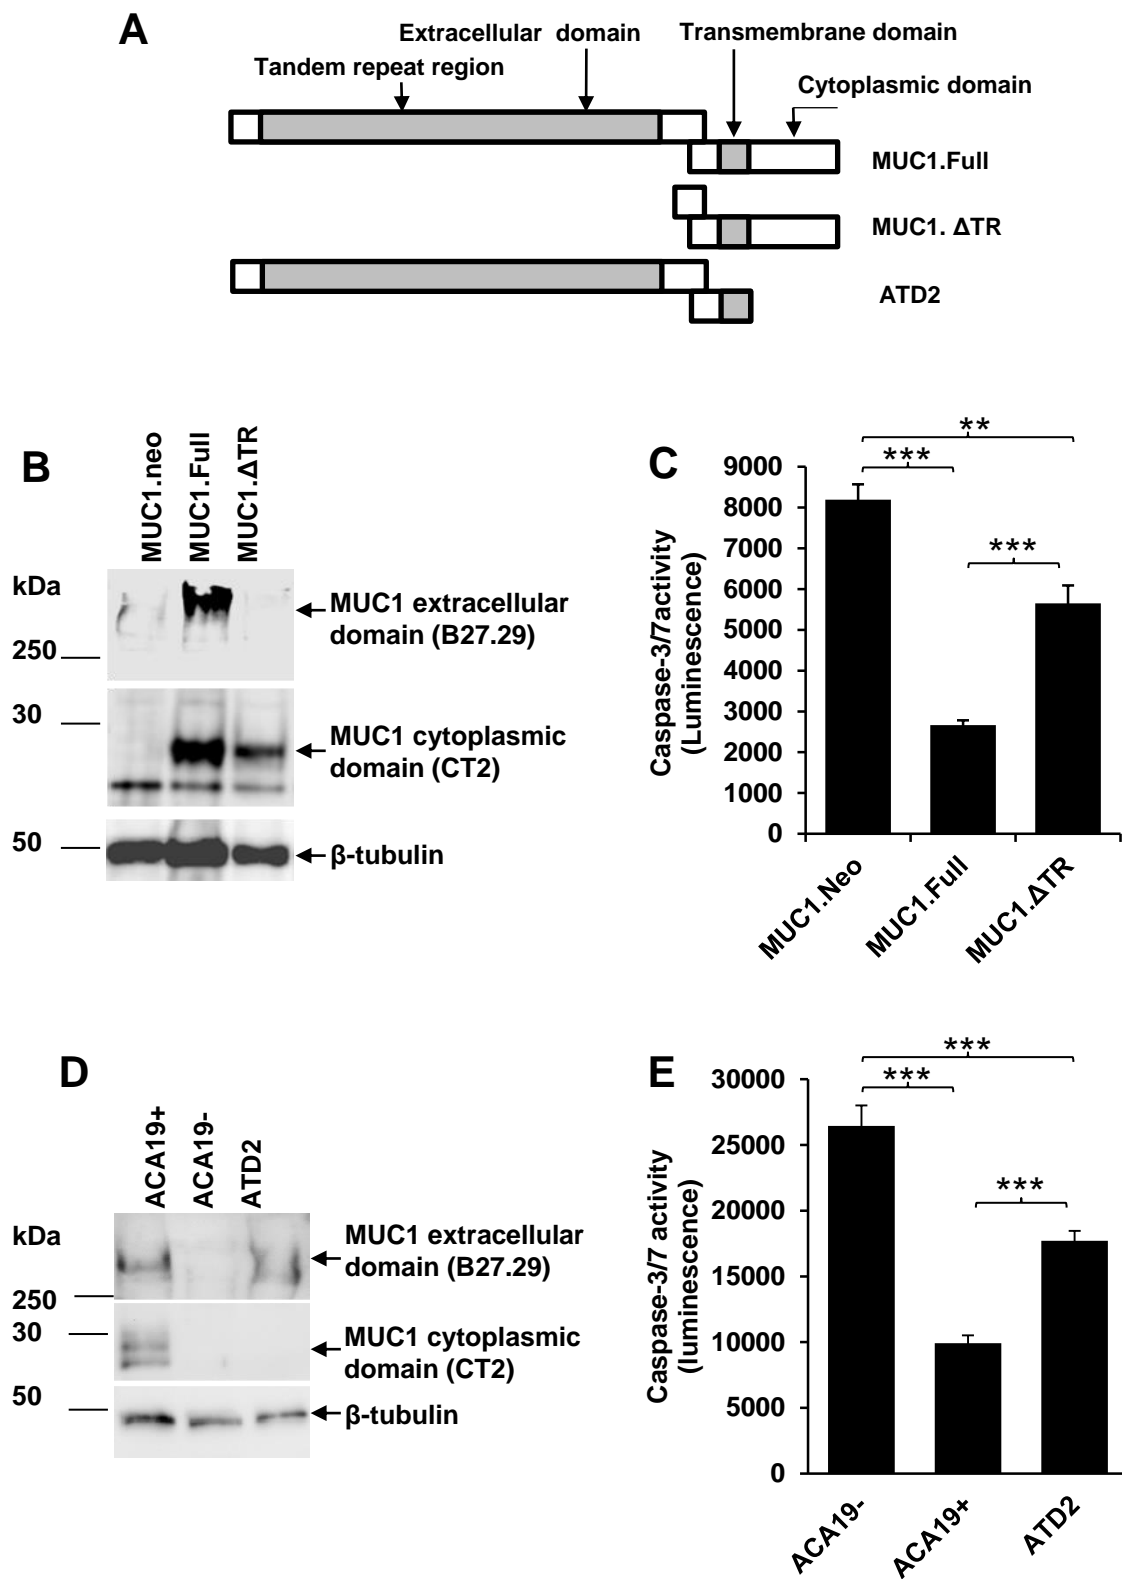 A
Extracellular domain
Transmembrane domain
Tandem repeat region
Cytoplasmic domain
MUC1.Full
MUC1. ΔTR
ATD2
B
MUC1.neo
MUC1.Full
MUC1.ΔTR
kDa
250
30
50
MUC1 extracellular
domain (B27.29)
MUC1 cytoplasmic
domain (CT2)
β-tubulin
C
Caspase-3/7activity
(Luminescence)
9000
8000
7000
6000
5000
4000
3000
2000
1000
0
**
***
***
MUC1.Neo
MUC1.Full
MUC1.ΔTR
D
ACA19+
ACA19-
ATD2
kDa
250
30
50
MUC1 extracellular
domain (B27.29)
MUC1 cytoplasmic
domain (CT2)
β-tubulin
E
Caspase-3/7 activity
(luminescence)
30000
25000
20000
15000
10000
5000
0
***
***
***
ACA19-
ACA19+
ATD2